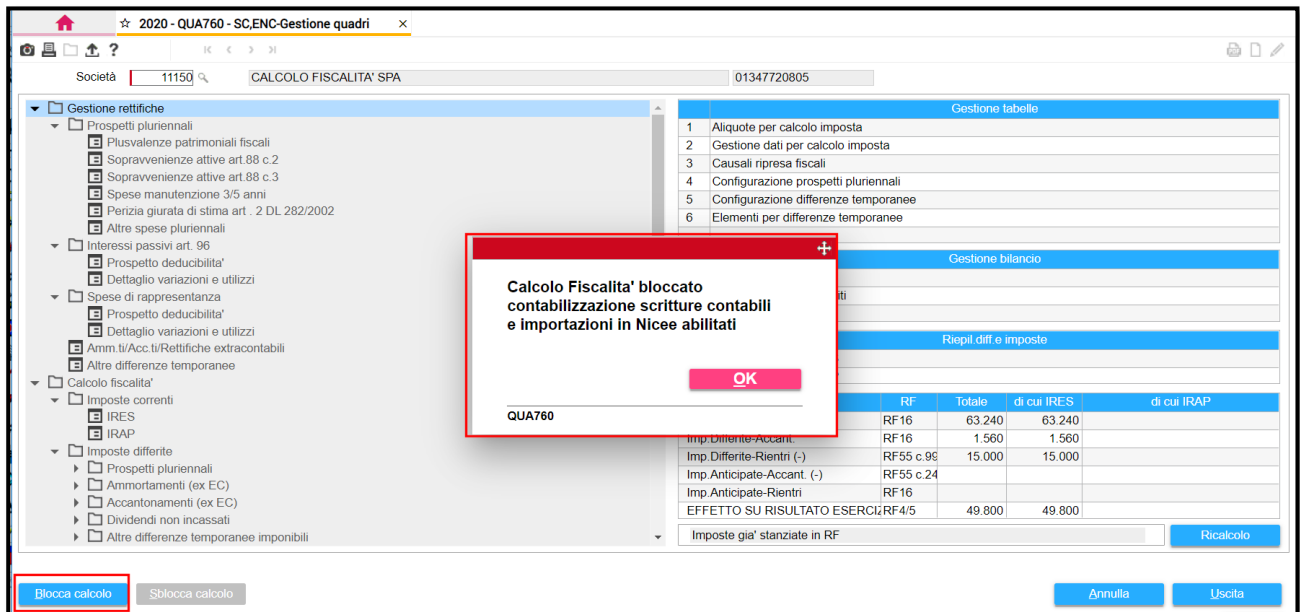 ☆ 2020 - QUA760 - SC,ENC-Gestione quadri ×
?
Società 11150 CALCOLO FISCALITA' SPA 01347720805
Gestione rettifiche
Prospetti pluriennali
Plusvalenze patrimoniali fiscali
Sopravvenienze attive art.88 c.2
Sopravvenienze attive art.88 c.3
Spese manutenzione 3/5 anni
Perizia giurata di stima art . 2 DL 282/2002
Altre spese pluriennali
Interessi passivi art. 96
Prospetto deducibilita'
Dettaglio variazioni e utilizzi
Spese di rappresentanza
Prospetto deducibilita'
Dettaglio variazioni e utilizzi
Amm.ti/Acc.ti/Rettifiche extracontabili
Altre differenze temporanee
Calcolo fiscalita'
Imposte correnti
IRES
IRAP
Imposte differite
Prospetti pluriennali
Ammortamenti (ex EC)
Accantonamenti (ex EC)
Dividendi non incassati
Altre differenze temporanee imponibili
Gestione tabelle
1 Aliquote per calcolo imposta
2 Gestione dati per calcolo imposta
3 Causali ripresa fiscali
4 Configurazione prospetti pluriennali
5 Configurazione differenze temporanee
6 Elementi per differenze temporanee
Gestione bilancio
iti
Riepil.diff.e imposte
RF Totale di cui IRES di cui IRAP
RF16 63.240 63.240
Imp.Differite-Accant. RF16 1.560 1.560
Imp.Differite-Rientri (-) RF55 c.99 15.000 15.000
Imp.Anticipate-Accant. (-) RF55 c.24
Imp.Anticipate-Rientri RF16
EFFETTO SU RISULTATO ESERCIZ RF4/5 49.800 49.800
Imposte gia' stanziate in RF Ricalcolo
Calcolo Fiscalita' bloccato
contabilizzazione scritture contabili
e importazioni in Nicee abilitati
OK
QUA760
Blocca calcolo Sblocca calcolo Annulla Uscita